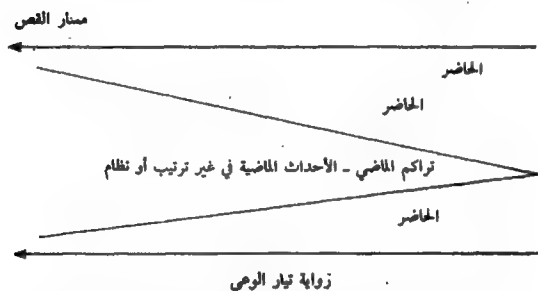 مسار القص
الحاضر
الحاضر
تراكم الماضي - الأحداث الماضية في غير ترتيب أو نظام
الحاضر
زواية تيار الوعي